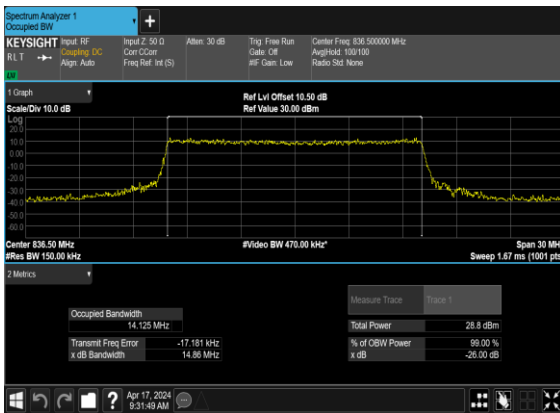 Spectrum Analyzer 1
Occupied BW
+
KEYSIGHT Input: RF Input Z: 50 Ω Atten: 30 dB Trig: Free Run Center Freq: 836.500000 MHz
RLT Coupling: DC Corr CCorr Gate: Off Avg|Hold: 100/100
Align: Auto Freq Ref: Int (S) #IF Gain: Low Radio Std: None
LV
1 Graph
Ref Lvl Offset 10.50 dB
Scale/Div 10.0 dB Ref Value 30.00 dBm
Log
20.0
10.0
0.00
-10.0
-20.0
-30.0
-40.0
-50.0
-60.0
Center 836.50 MHz #Video BW 470.00 kHz* Span 30 MH
#Res BW 150.00 kHz Sweep 1.67 ms (1001 pts
2 Metrics
Measure Trace Trace 1
Occupied Bandwidth
14.125 MHz Total Power 28.8 dBm
Transmit Freq Error -17.181 kHz % of OBW Power 99.00 %
x dB Bandwidth 14.86 MHz x dB -26.00 dB
? Apr 17, 2024
9:31:49 AM